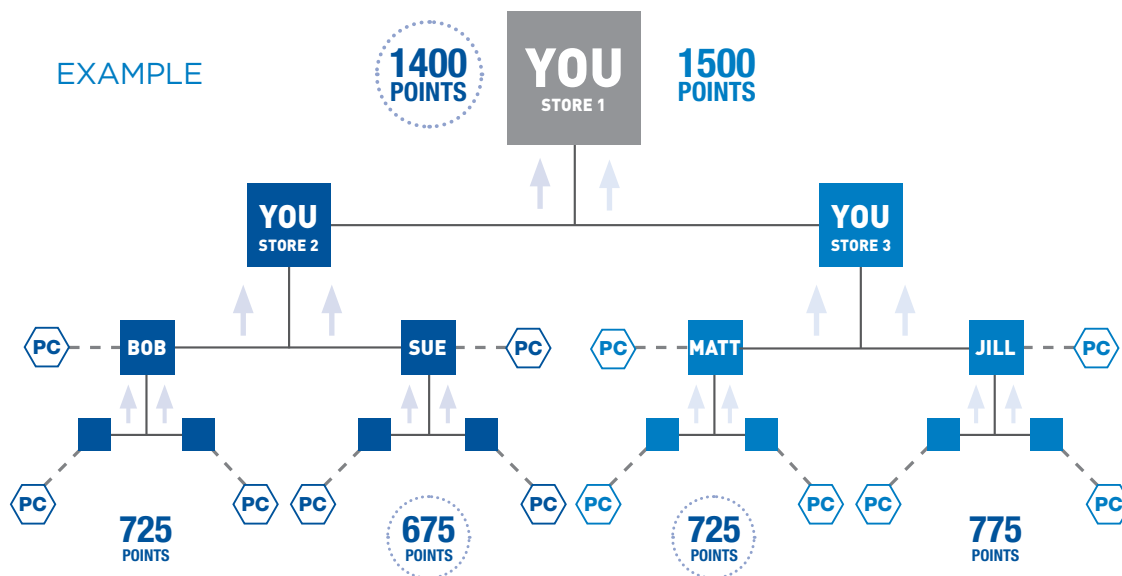 EXAMPLE
1400
POINTS
YOU
STORE 1
1500
POINTS
YOU
STORE 2
YOU
STORE 3
PC
BOB
SUE
PC
PC
MATT
JILL
PC
PC
PC
PC
PC
PC
PC
PC
PC
725
POINTS
675
POINTS
725
POINTS
775
POINTS